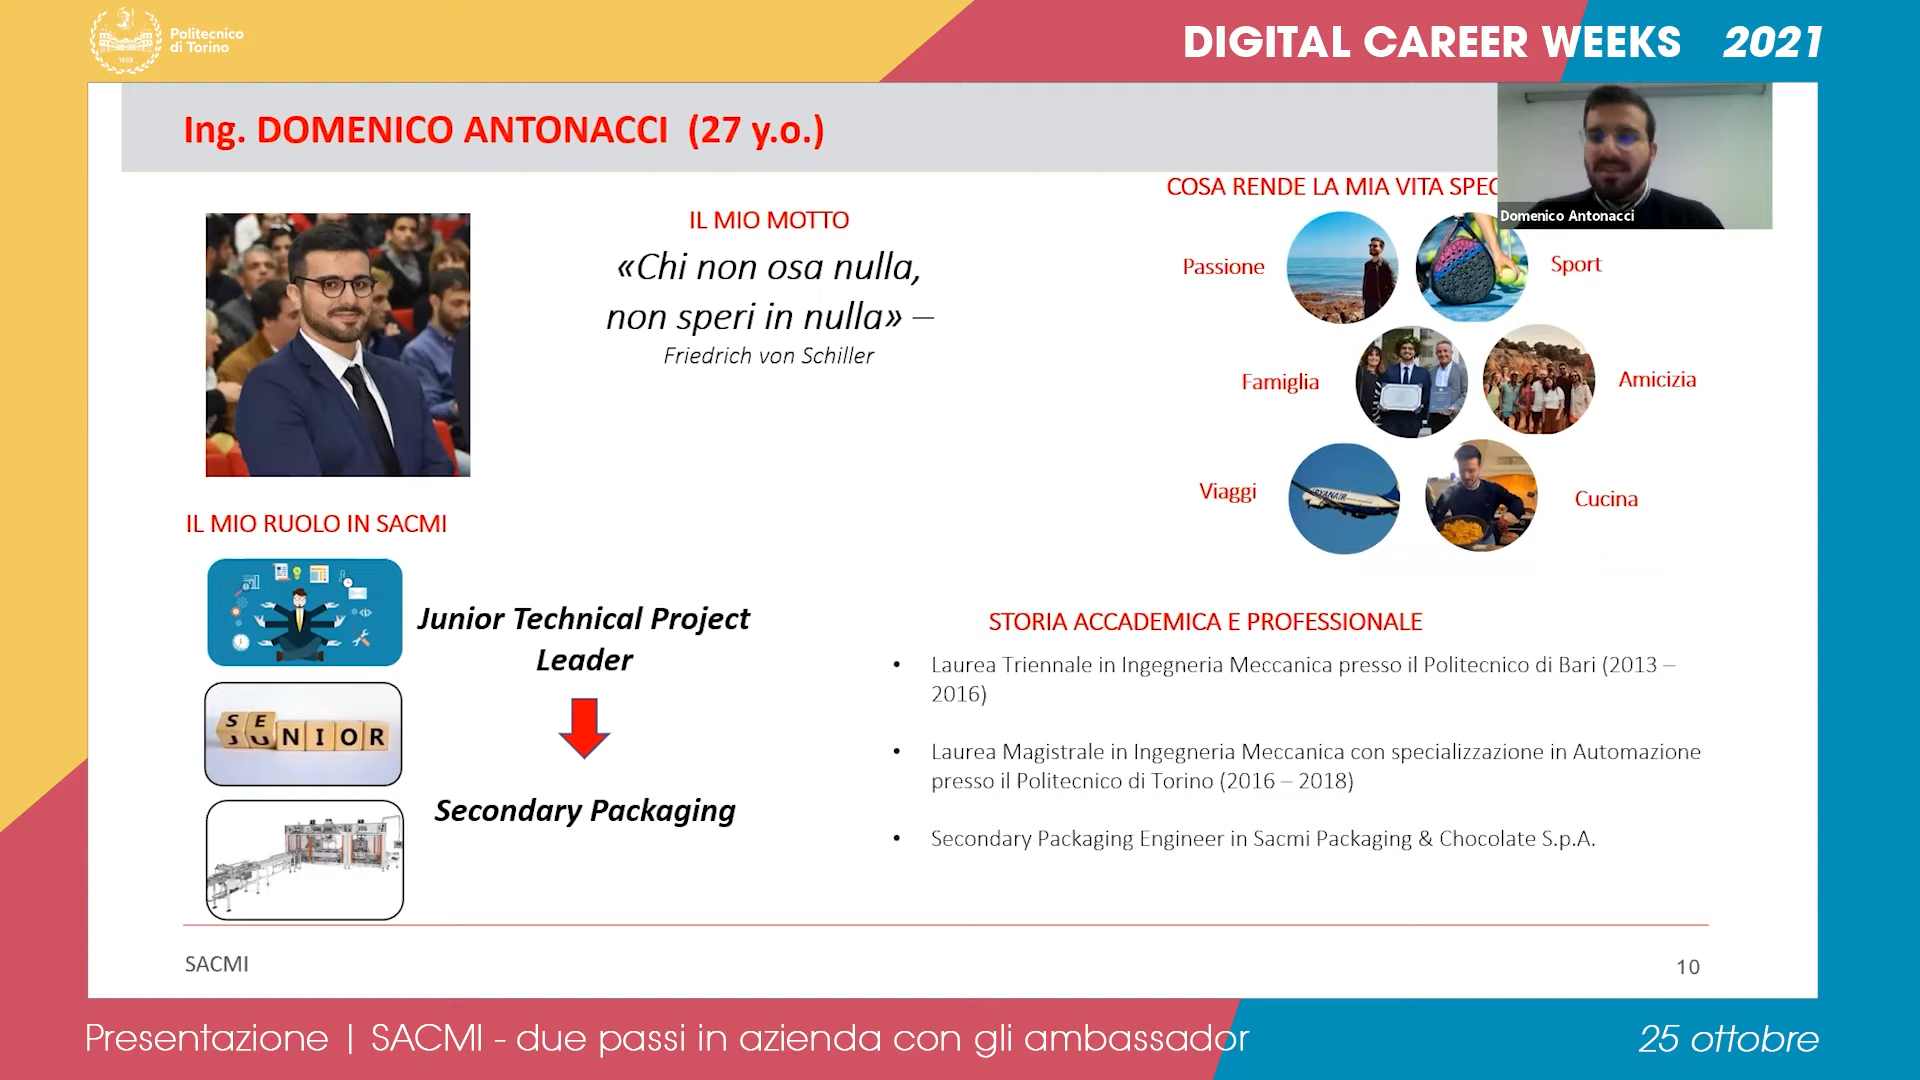 Politecnico
di Torino
1859
DIGITAL CAREER WEEKS 2021
Ing. DOMENICO ANTONACCI (27 y.o.)
Domenico Antonacci
IL MIO MOTTO
«Chi non osa nulla,
non speri in nulla» –
Friedrich von Schiller
COSA RENDE LA MIA VITA SPEC
Passione
Sport
Famiglia
Amicizia
Viaggi
RYANAIR
Cucina
IL MIO RUOLO IN SACMI
Junior Technical Project
Leader
SE
JUNIOR
Secondary Packaging
STORIA ACCADEMICA E PROFESSIONALE
• Laurea Triennale in Ingegneria Meccanica presso il Politecnico di Bari (2013 –
2016)
• Laurea Magistrale in Ingegneria Meccanica con specializzazione in Automazione
presso il Politecnico di Torino (2016 – 2018)
• Secondary Packaging Engineer in Sacmi Packaging & Chocolate S.p.A.
SACMI
10
Presentazione | SACMI - due passi in azienda con gli ambassador
25 ottobre